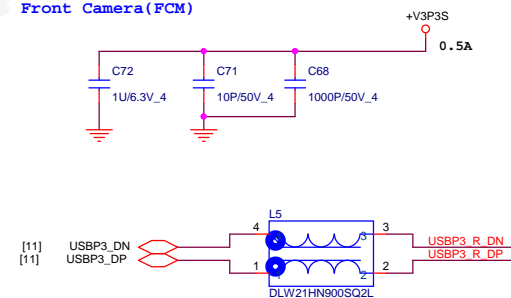 Front Camera(FCM)
+V3P3S
0.5A
C72
C71
C68
1U/6.3V_4
10P/50V_4
1000P/50V_4
L5
4
3
3
[11]
USBP3_DN
USBP3_R_DN
[11]
USBP3_DP
USBP3_R_DP
1
2
2
DLW21HN900SQ2L